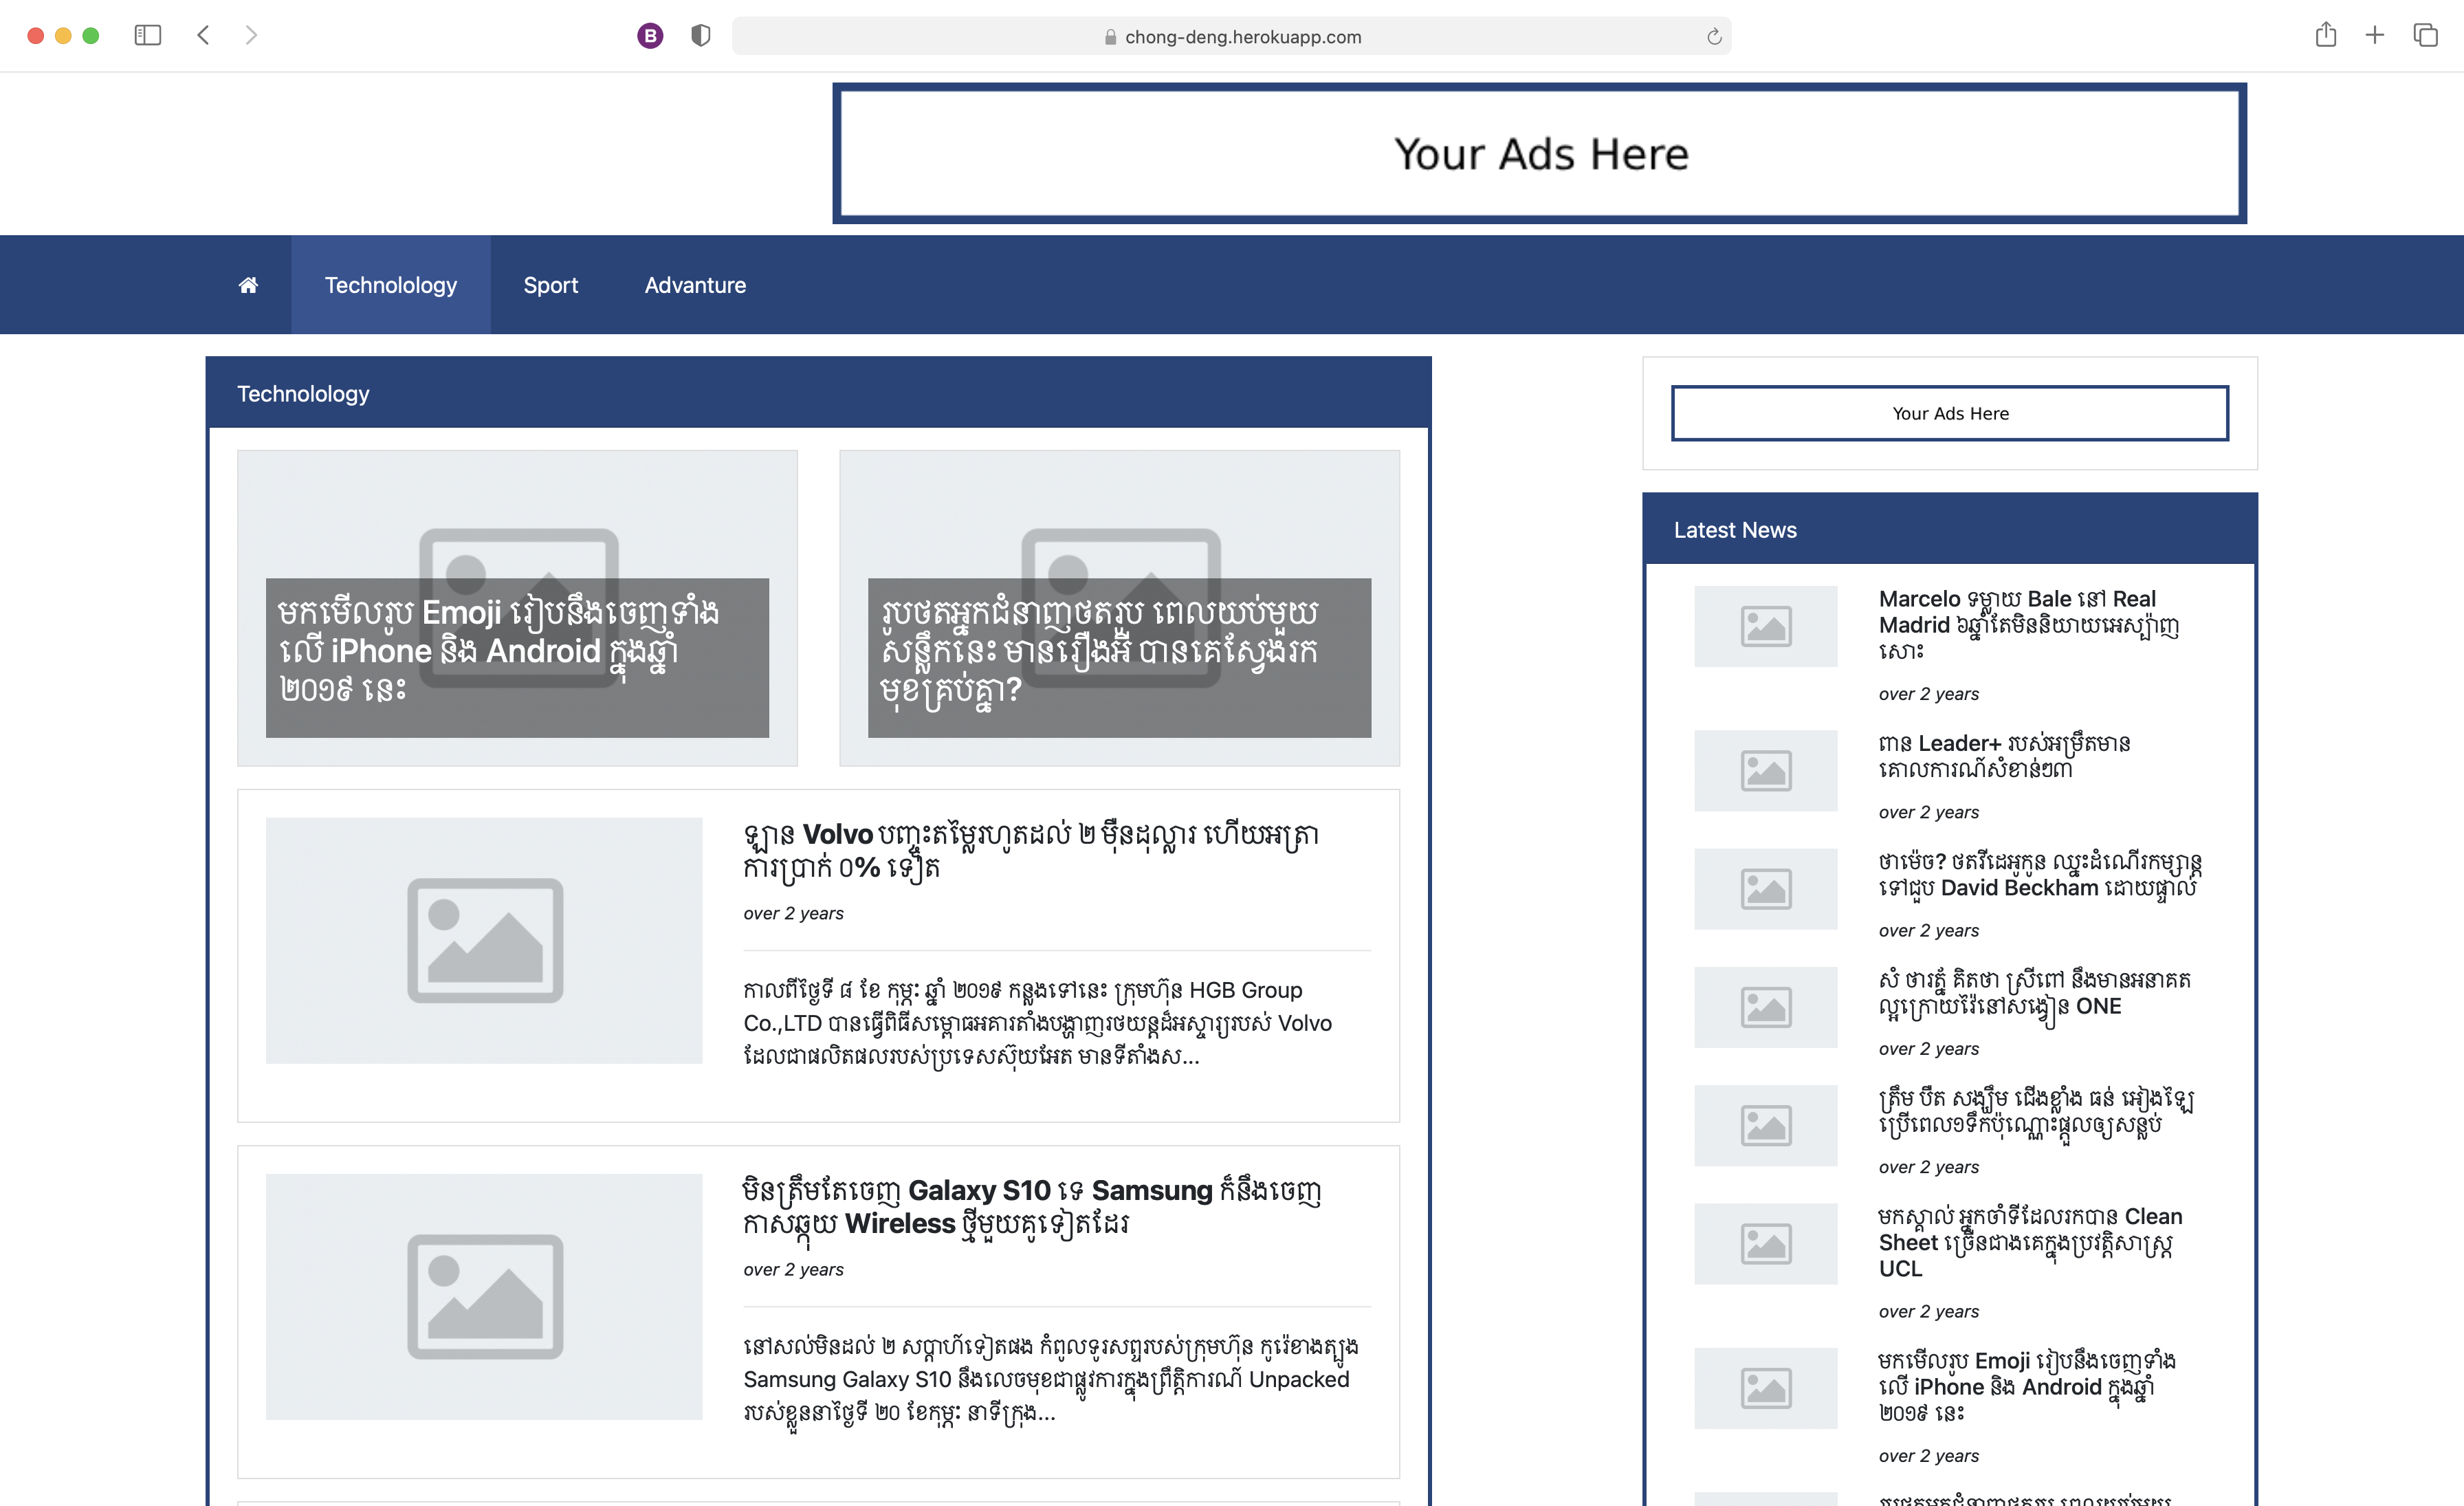 B
chong-deng.herokuapp.com
Your Ads Here
Technolology
Sport
Advanture
Technolology
មកមើលរូប Emoji រៀបនឹងចេញទាំង
លើ iPhone និង Android ក្នុងឆ្នាំ
២០១៩ នេះ
រូបថតអ្នកជំនាញថតរូប ពេលយប់មួយ
សន្លឹកនេះ មានរឿងអី បានគេស្វែងរក
មុខគ្រប់គ្នា?
ឡាន Volvo បញ្ចុះតម្លៃរហូតដល់ ២ ម៉ឺនដុល្លារ ហើយអត្រា
ការប្រាក់ ០% ទៀត
over 2 years
កាលពីថ្ងៃទី ៨ ខែ កុម្ភៈ ឆ្នាំ ២០១៩ កន្លងទៅនេះ ក្រុមហ៊ុន HGB Group
Co.,LTD បានធ្វើពិធីសម្ពោធអគារតាំងបង្ហាញរថយន្តដ៏អស្ចារ្យរបស់ Volvo
ដែលជាផលិតផលរបស់ប្រទេសស៊ុយអែត មានទីតាំងស...
មិនត្រឹមតែចេញ Galaxy S10 ទេ Samsung ក៏នឹងចេញ
កាសឆ្កុយ Wireless ថ្មីមួយគូទៀតដែរ
over 2 years
នៅសល់មិនដល់ ២ សប្ដាហ៍ទៀតផង កំពូលទូរសព្ទរបស់ក្រុមហ៊ុន កូរ៉េខាងត្បូង
Samsung Galaxy S10 នឹងលេចមុខជាផ្លូវការក្នុងព្រឹត្តិការណ៍ Unpacked
របស់ខ្លួននាថ្ងៃទី ២០ ខែកុម្ភៈ នាទីក្រុង...
Your Ads Here
Latest News
Marcelo ទម្លាយ Bale នៅ Real
Madrid ៦ឆ្នាំតែមិននិយាយអេស្ប៉ាញ
សោះ
over 2 years
ពាន Leader+ របស់អម្រឹតមាន
គោលការណ៍សំខាន់ៗ៣
over 2 years
ថាម៉េច? ថតវីដេអូកូន ឈ្នះដំណើរកម្សាន្ត
ទៅជួប David Beckham ដោយផ្ទាល់
over 2 years
សំ ថារត្ន័ គិតថា ស្រីពៅ នឹងមានអនាគត
ល្អក្រោយវ៉ៃនៅសង្វៀន ONE
over 2 years
ត្រឹម បឺត សង្ឃឹម ជើងខ្លាំង ធន់ អៀងឡៃ
ប្រើពេល១ទឹកប៉ុណ្ណោះផ្ដួលឲ្យសន្លប់
over 2 years
មកស្គាល់ អ្នកចាំទីដែលរកបាន Clean
Sheet ច្រើនជាងគេក្នុងប្រវត្តិសាស្ត្រ
UCL
over 2 years
មកមើលរូប Emoji រៀបនឹងចេញទាំង
លើ iPhone និង Android ក្នុងឆ្នាំ
២០១៩ នេះ
over 2 years